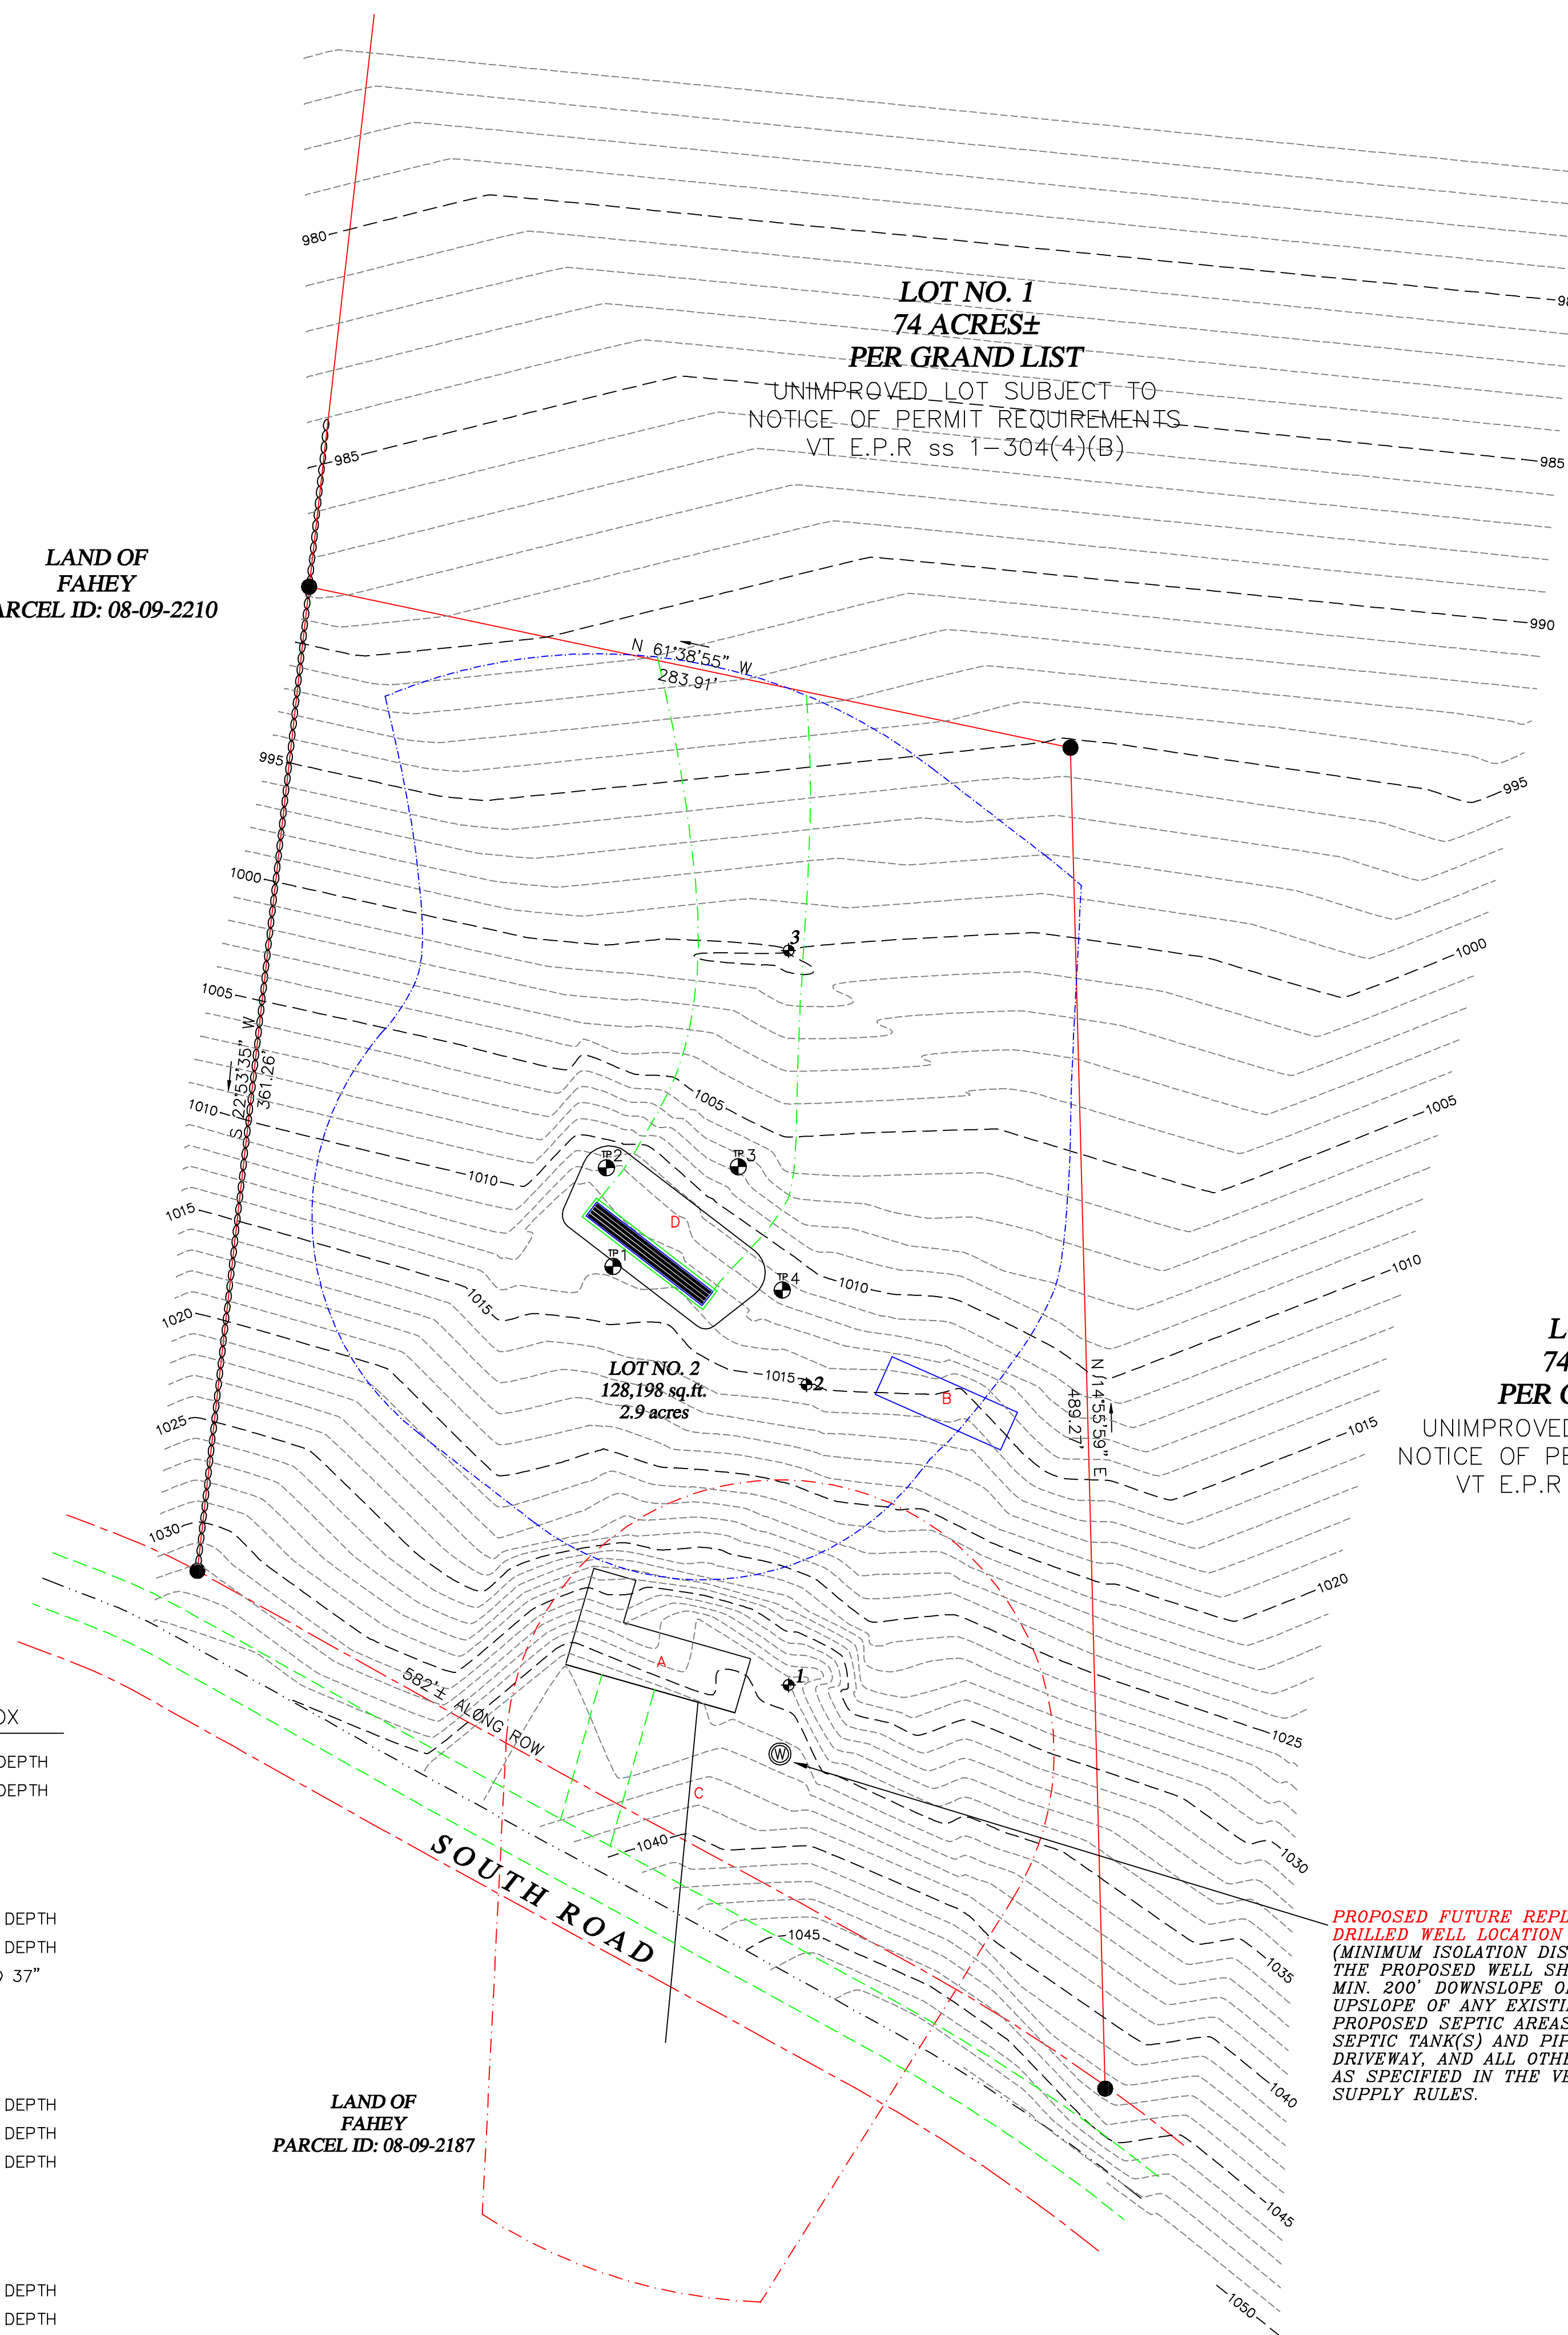 980
98
LOT NO. 1
74 ACRES±
PER GRAND LIST
UNIMPROVED LOT SUBJECT TO
NOTICE OF PERMIT REQUIREMENTS
VT E.P.R ss 1-304(4)(B)
985
985
LAND OF
FAHEY
ARCEL ID: 08-09-2210
990
N 61°38'55" W
283.91'
995
995
1000
3
1000
1005
S 22°53'35" W
361.26'
1005
1005
1010
1010
TP2
TP3
1015
D
TP1
TP4
1010
1010
1015
1020
LOT NO. 2
128,198 sq.ft.
2.9 acres
1015
2
B
N 14°55'59" E
489.27'
1015
L
74
PER G
UNIMPROVED
NOTICE OF PE
VT E.P.R
1025
1030
1020
A
1
582'± ALONG ROW
W
C
1025
OX
DEPTH
DEPTH
1040
SOUTH ROAD
1030
DEPTH
DEPTH
37"
1045
1035
PROPOSED FUTURE REPL
DRILLED WELL LOCATION
(MINIMUM ISOLATION DIS
THE PROPOSED WELL SH
MIN. 200' DOWNSLOPE O
UPSLOPE OF ANY EXISTI
PROPOSED SEPTIC AREAS
SEPTIC TANK(S) AND PIP
DRIVEWAY, AND ALL OTHE
AS SPECIFIED IN THE VE
SUPPLY RULES.
1040
LAND OF
FAHEY
PARCEL ID: 08-09-2187
DEPTH
DEPTH
DEPTH
1045
DEPTH
DEPTH
1050